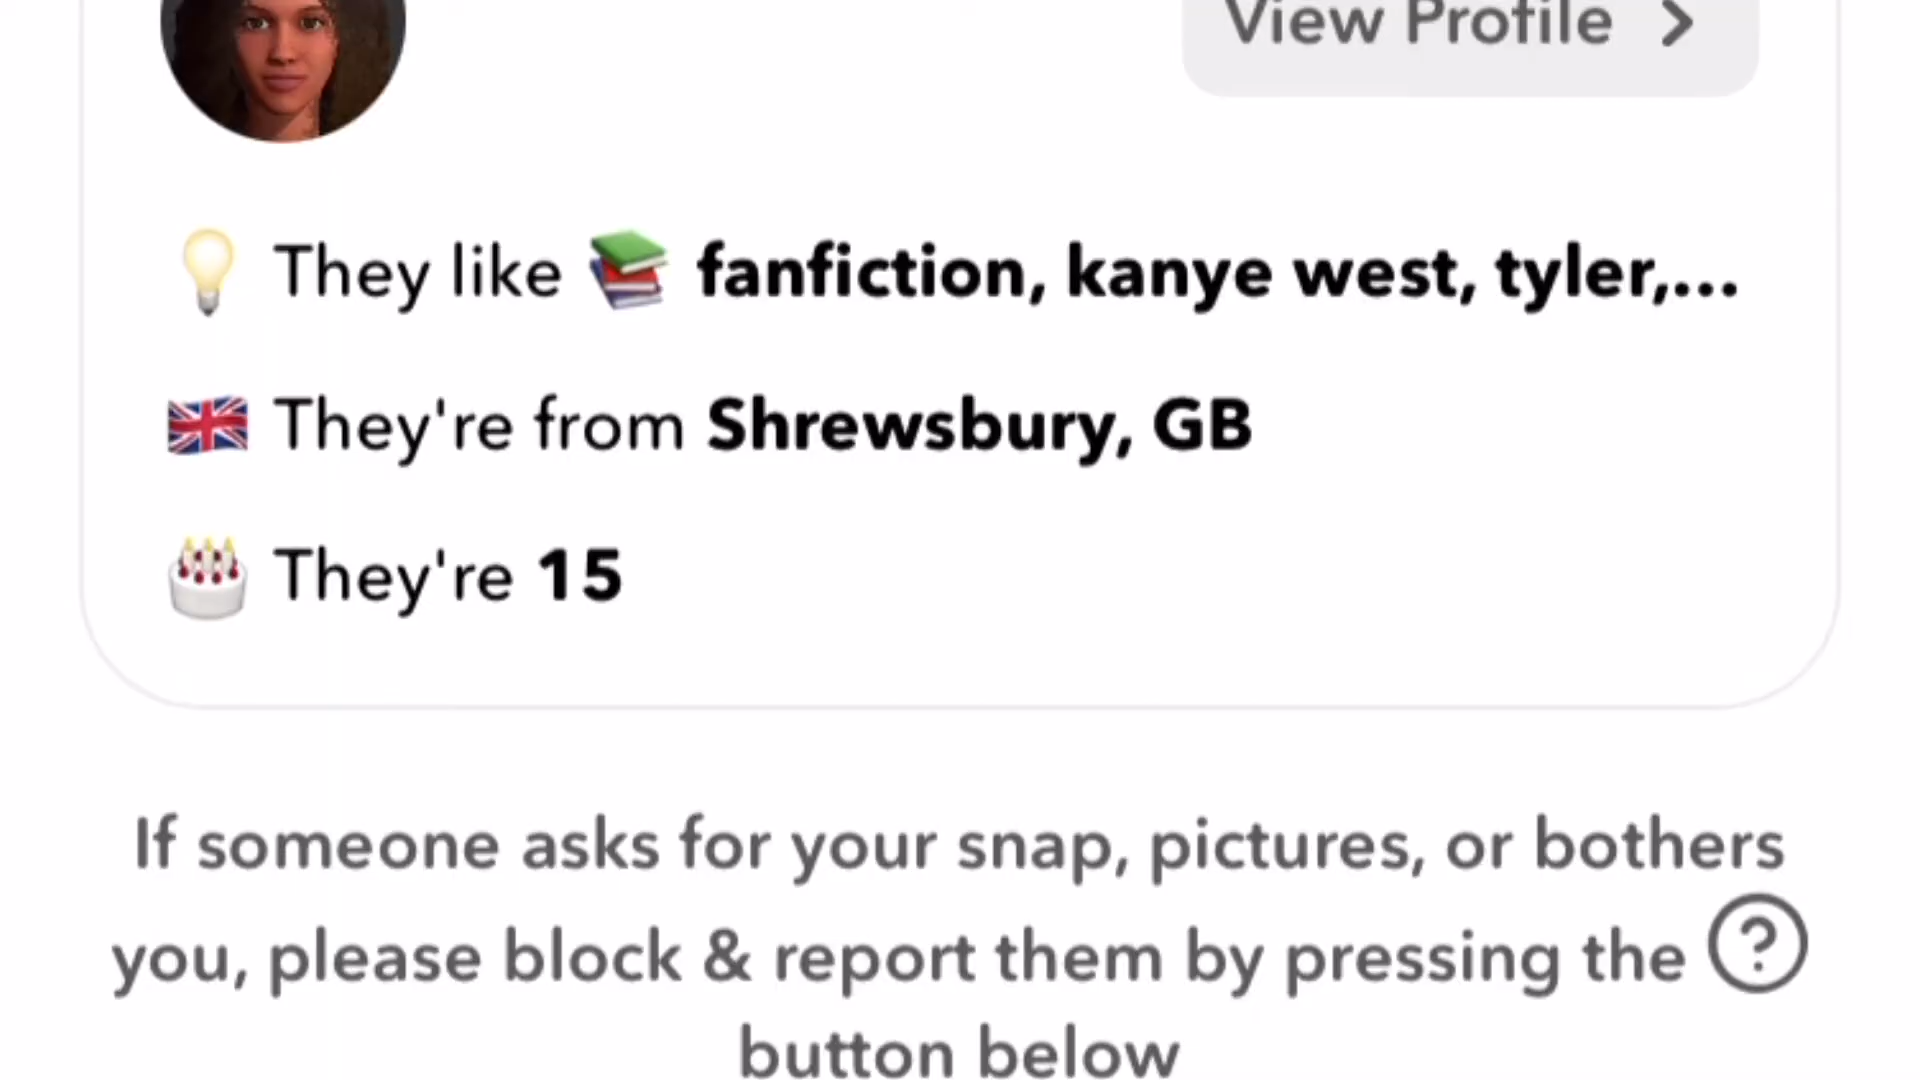 View Profile
They like fanfiction, kanye west, tyler,...
They're from Shrewsbury, GB
They're 15
If someone asks for your snap, pictures, or bothers
you, please block & report them by pressing the ?
button below